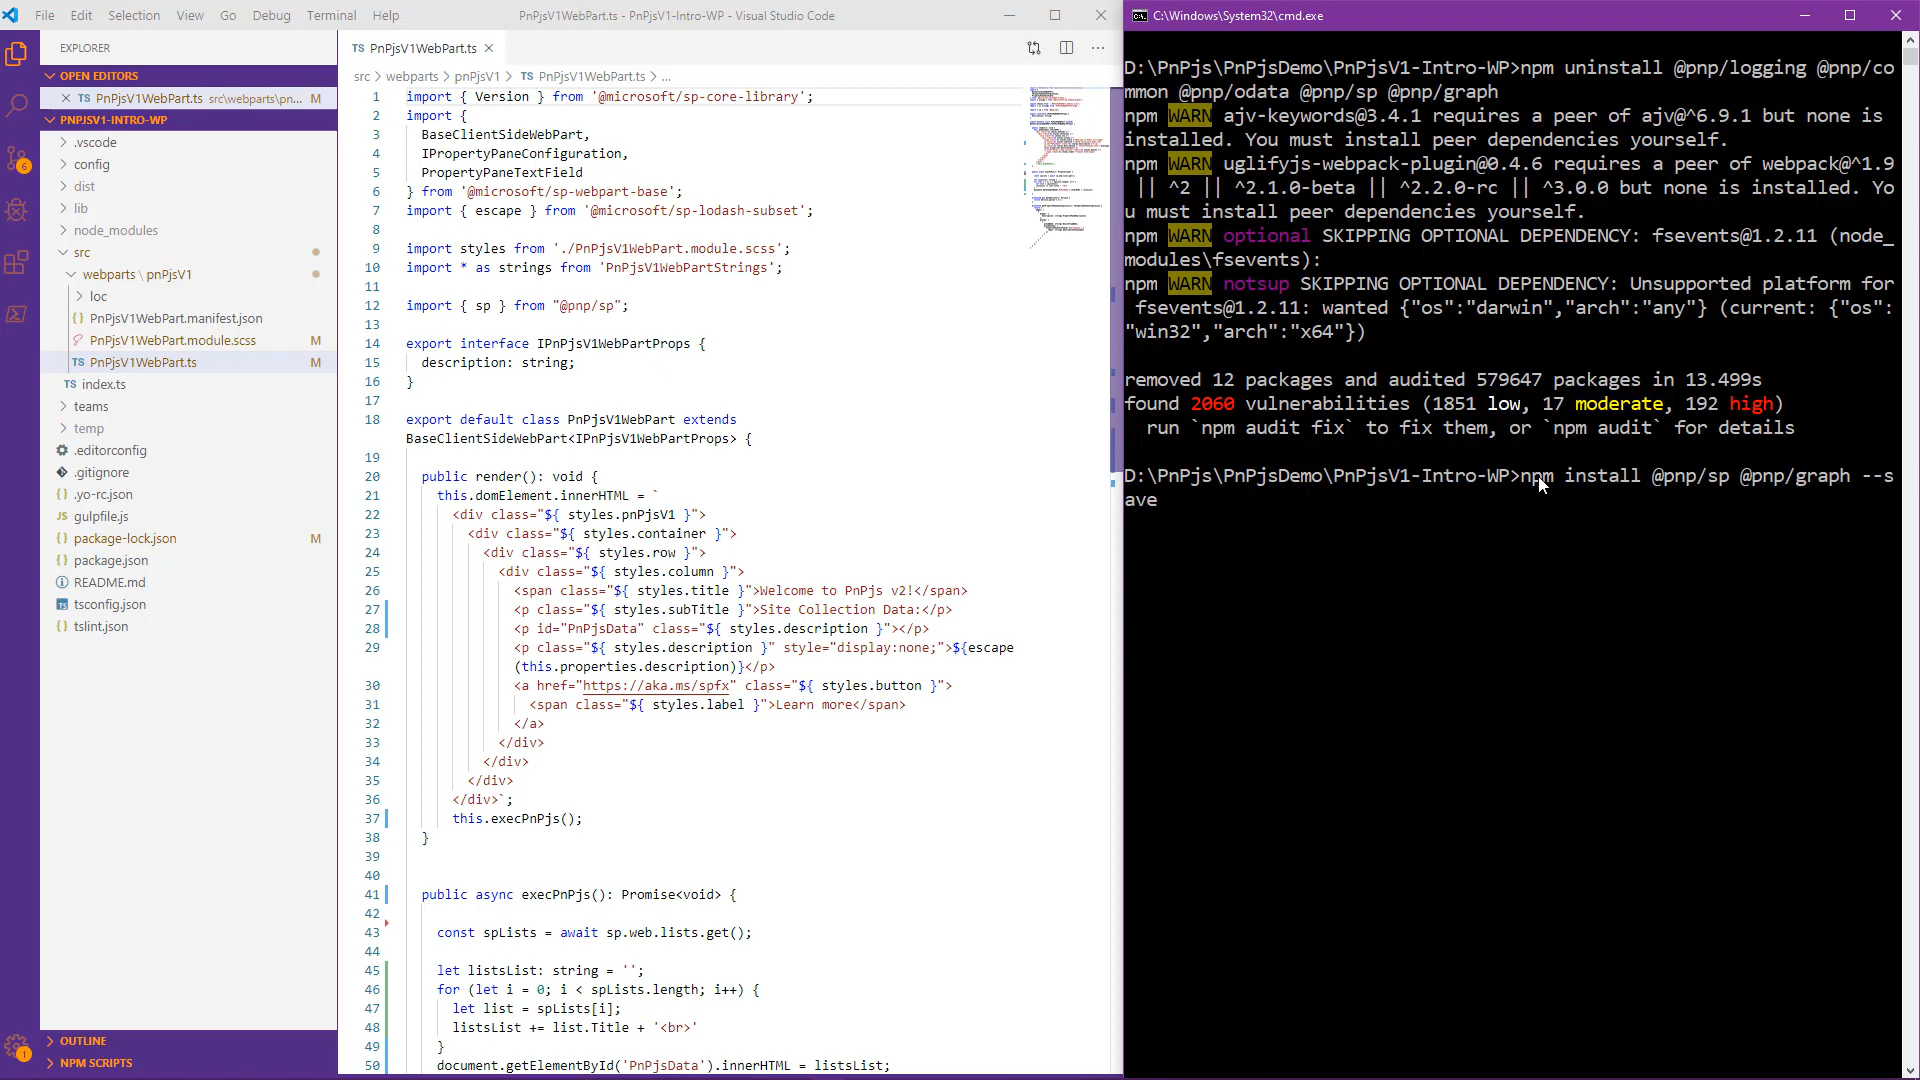 File Edit Selection View Go Debug Terminal Help
PnPjsV1WebPart.ts - PnPjsV1-Intro-WP - Visual Studio Code
EXPLORER
OPEN EDITORS
TS PnPjsV1WebPart.ts src\webparts\pn... M
PNPJSV1-INTRO-WP
.vscode
config
dist
lib
node_modules
src
webparts \ pnPjsV1
loc
{} PnPjsV1WebPart.manifest.json
PnPjsV1WebPart.module.scss M
TS PnPjsV1WebPart.ts M
TS index.ts
teams
temp
.editorconfig
.gitignore
{} .yo-rc.json
JS gulpfile.js
{} package-lock.json M
{} package.json
README.md
tsconfig.json
{} tslint.json
OUTLINE
NPM SCRIPTS
6
1
TS PnPjsV1WebPart.ts
src > webparts > pnPjsV1 > TS PnPjsV1WebPart.ts > ...
1 import { Version } from '@microsoft/sp-core-library';
2 import {
3 BaseClientSideWebPart,
4 IPropertyPaneConfiguration,
5 PropertyPaneTextField
6 } from '@microsoft/sp-webpart-base';
7 import { escape } from '@microsoft/sp-lodash-subset';
8
9 import styles from './PnPjsV1WebPart.module.scss';
10 import * as strings from 'PnPjsV1WebPartStrings';
11
12 import { sp } from "@pnp/sp";
13
14 export interface IPnPjsV1WebPartProps {
15 description: string;
16 }
17
18 export default class PnPjsV1WebPart extends
BaseClientSideWebPart<IPnPjsV1WebPartProps> {
19
20 public render(): void {
21 this.domElement.innerHTML = `
22 <div class="${ styles.pnPjsV1 }">
23 <div class="${ styles.container }">
24 <div class="${ styles.row }">
25 <div class="${ styles.column }">
26 <span class="${ styles.title }">Welcome to PnPjs v2!</span>
27 <p class="${ styles.subTitle }">Site Collection Data:</p>
28 <p id="PnPjsData" class="${ styles.description }"></p>
29 <p class="${ styles.description }" style="display:none;">${escape
(this.properties.description)}</p>
30 <a href="https://aka.ms/spfx" class="${ styles.button }">
31 <span class="${ styles.label }">Learn more</span>
32 </a>
33 </div>
34 </div>
35 </div>
36 </div>`;
37 this.execPnPjs();
38 }
39
40
41 public async execPnPjs(): Promise<void> {
42
43 const spLists = await sp.web.lists.get();
44
45 let listsList: string = '';
46 for (let i = 0; i < spLists.length; i++) {
47 let list = spLists[i];
48 listsList += list.Title + '<br>'
49 }
50 document.getElementById('PnPjsData').innerHTML = listsList;
C:\Windows\System32\cmd.exe
D:\PnPjs\PnPjsDemo\PnPjsV1-Intro-WP>npm uninstall @pnp/logging @pnp/co
mmon @pnp/odata @pnp/sp @pnp/graph
npm WARN ajv-keywords@3.4.1 requires a peer of ajv@^6.9.1 but none is
installed. You must install peer dependencies yourself.
npm WARN uglifyjs-webpack-plugin@0.4.6 requires a peer of webpack@^1.9
|| ^2 || ^2.1.0-beta || ^2.2.0-rc || ^3.0.0 but none is installed. Yo
u must install peer dependencies yourself.
npm WARN optional SKIPPING OPTIONAL DEPENDENCY: fsevents@1.2.11 (node_
modules\fsevents):
npm WARN notsup SKIPPING OPTIONAL DEPENDENCY: Unsupported platform for
fsevents@1.2.11: wanted {"os":"darwin","arch":"any"} (current: {"os":
"win32","arch":"x64"})
removed 12 packages and audited 579647 packages in 13.499s
found 2060 vulnerabilities (1851 low, 17 moderate, 192 high)
run `npm audit fix` to fix them, or `npm audit` for details
D:\PnPjs\PnPjsDemo\PnPjsV1-Intro-WP>npm install @pnp/sp @pnp/graph --s
ave